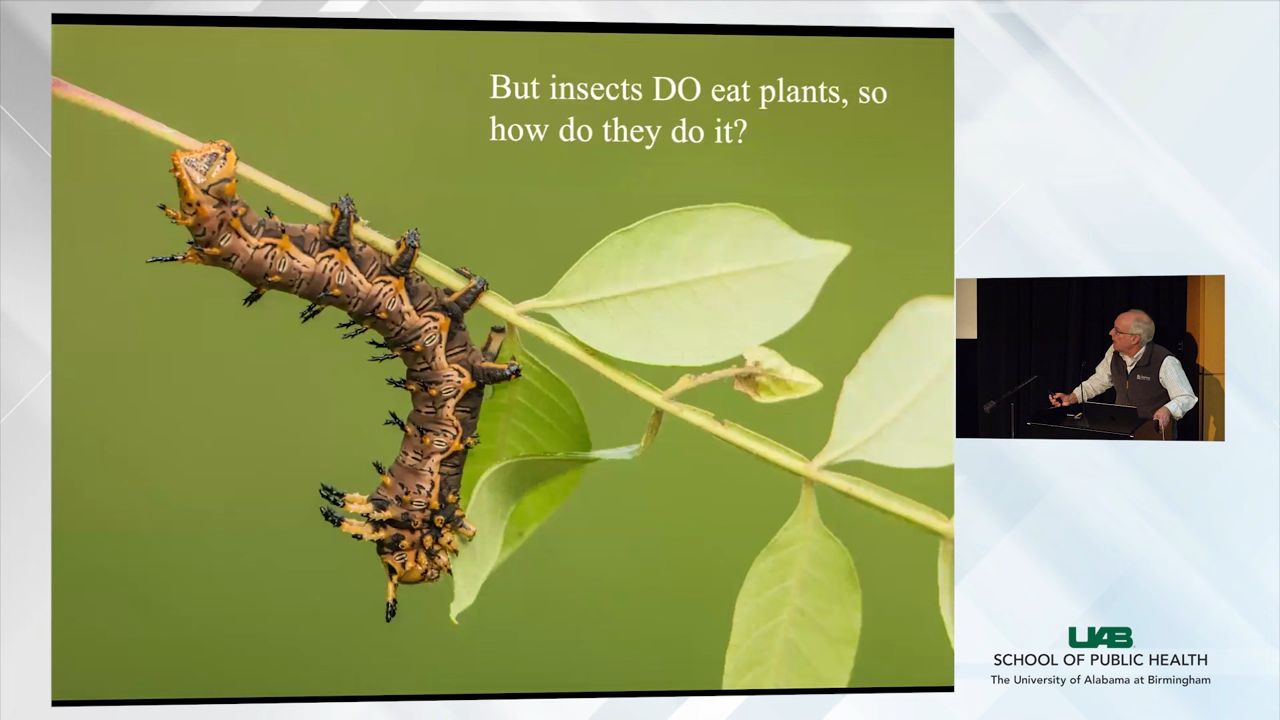 But insects DO eat plants, so
how do they do it?
UAB
SCHOOL OF PUBLIC HEALTH
The University of Alabama at Birmingham